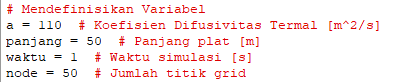 # Mendefinisikan Variabel
a = 110  # Koefisien Difusivitas Termal [m^2/s]
panjang = 50  # Panjang plat [m]
waktu = 1  # Waktu simulasi [s]
node = 50  # Jumlah titik grid